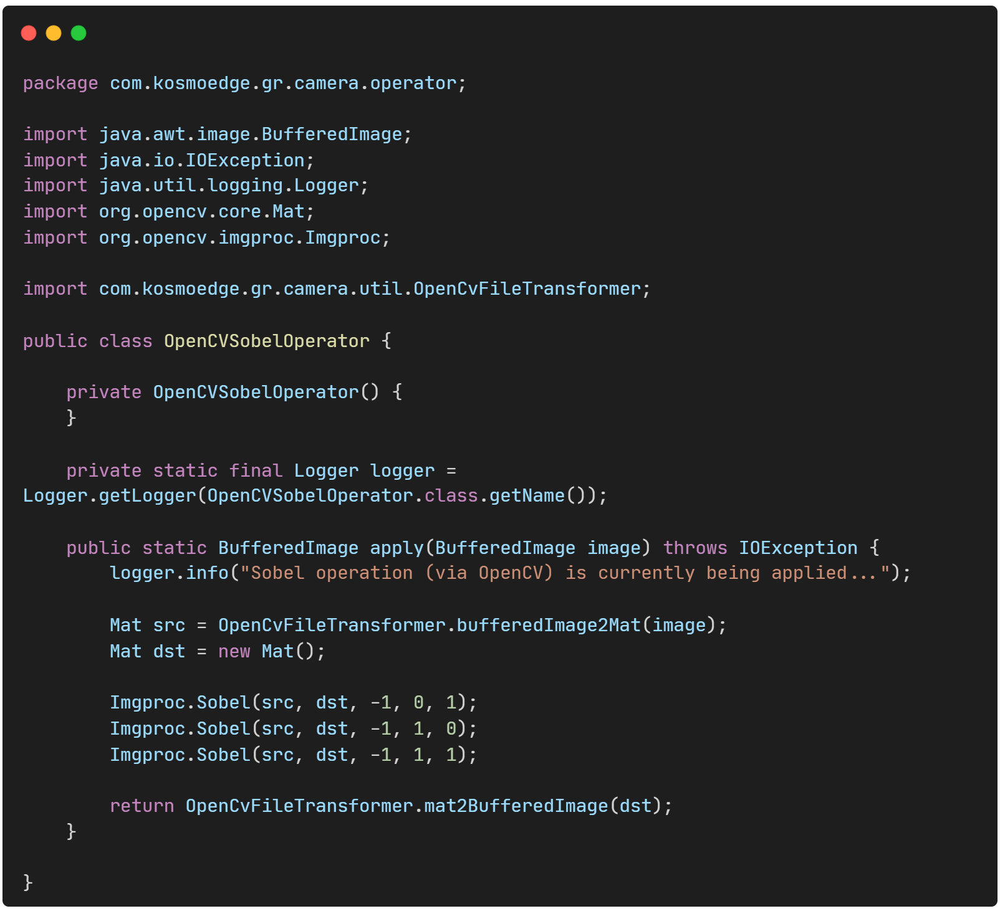 package com.kosmoedge.gr.camera.operator;

import java.awt.image.BufferedImage;
import java.io.IOException;
import java.util.logging.Logger;
import org.opencv.core.Mat;
import org.opencv.imgproc.Imgproc;

import com.kosmoedge.gr.camera.util.OpenCvFileTransformer;

public class OpenCVSobelOperator {

    private OpenCVSobelOperator() {
    }

    private static final Logger logger =
Logger.getLogger(OpenCVSobelOperator.class.getName());

    public static BufferedImage apply(BufferedImage image) throws IOException {
        logger.info("Sobel operation (via OpenCV) is currently being applied...");

        Mat src = OpenCvFileTransformer.bufferedImage2Mat(image);
        Mat dst = new Mat();

        Imgproc.Sobel(src, dst, -1, 0, 1);
        Imgproc.Sobel(src, dst, -1, 1, 0);
        Imgproc.Sobel(src, dst, -1, 1, 1);

        return OpenCvFileTransformer.mat2BufferedImage(dst);
    }

}